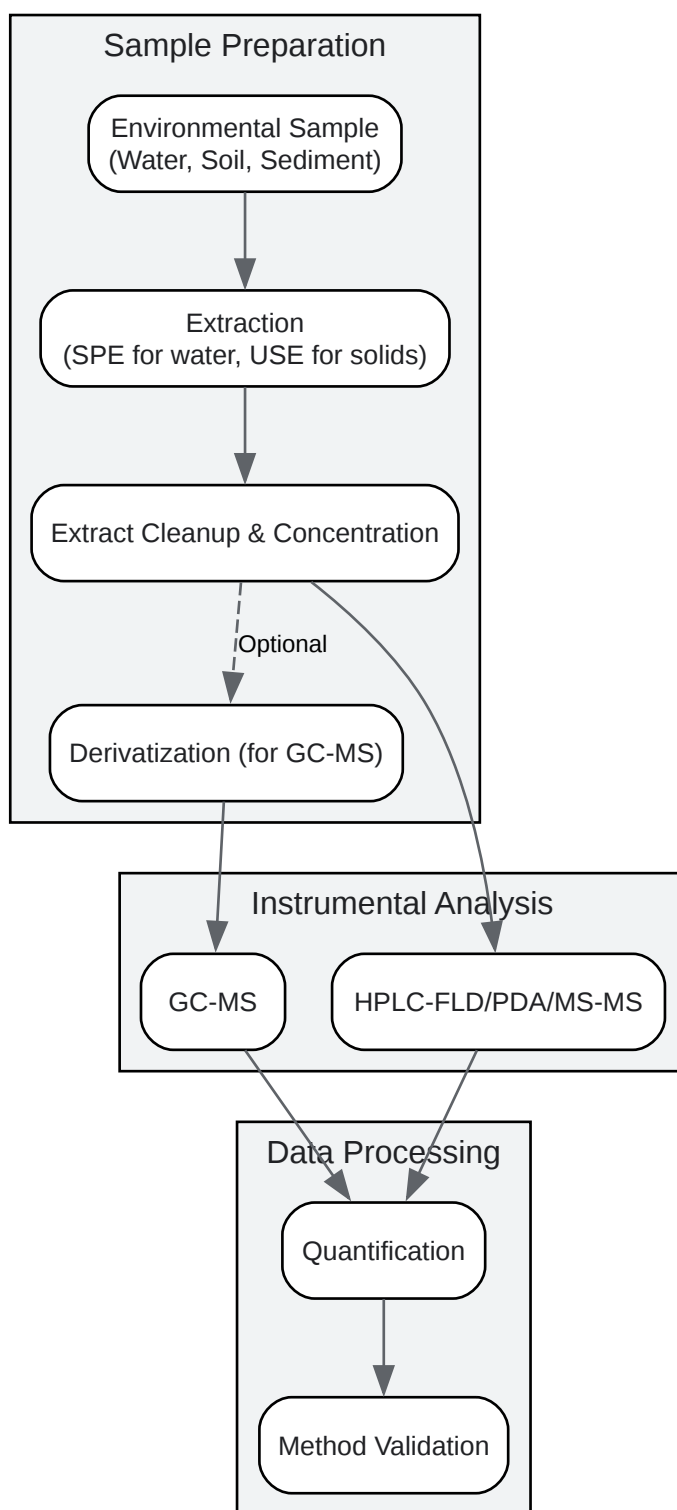 Sample Preparation
Environmental Sample
(Water, Soil, Sediment)
Extraction
(SPE for water, USE for solids)
Extract Cleanup & Concentration
Optional
Derivatization (for GC-MS)
Instrumental Analysis
GC-MS
HPLC-FLD/PDA/MS-MS
Data Processing
Quantification
Method Validation